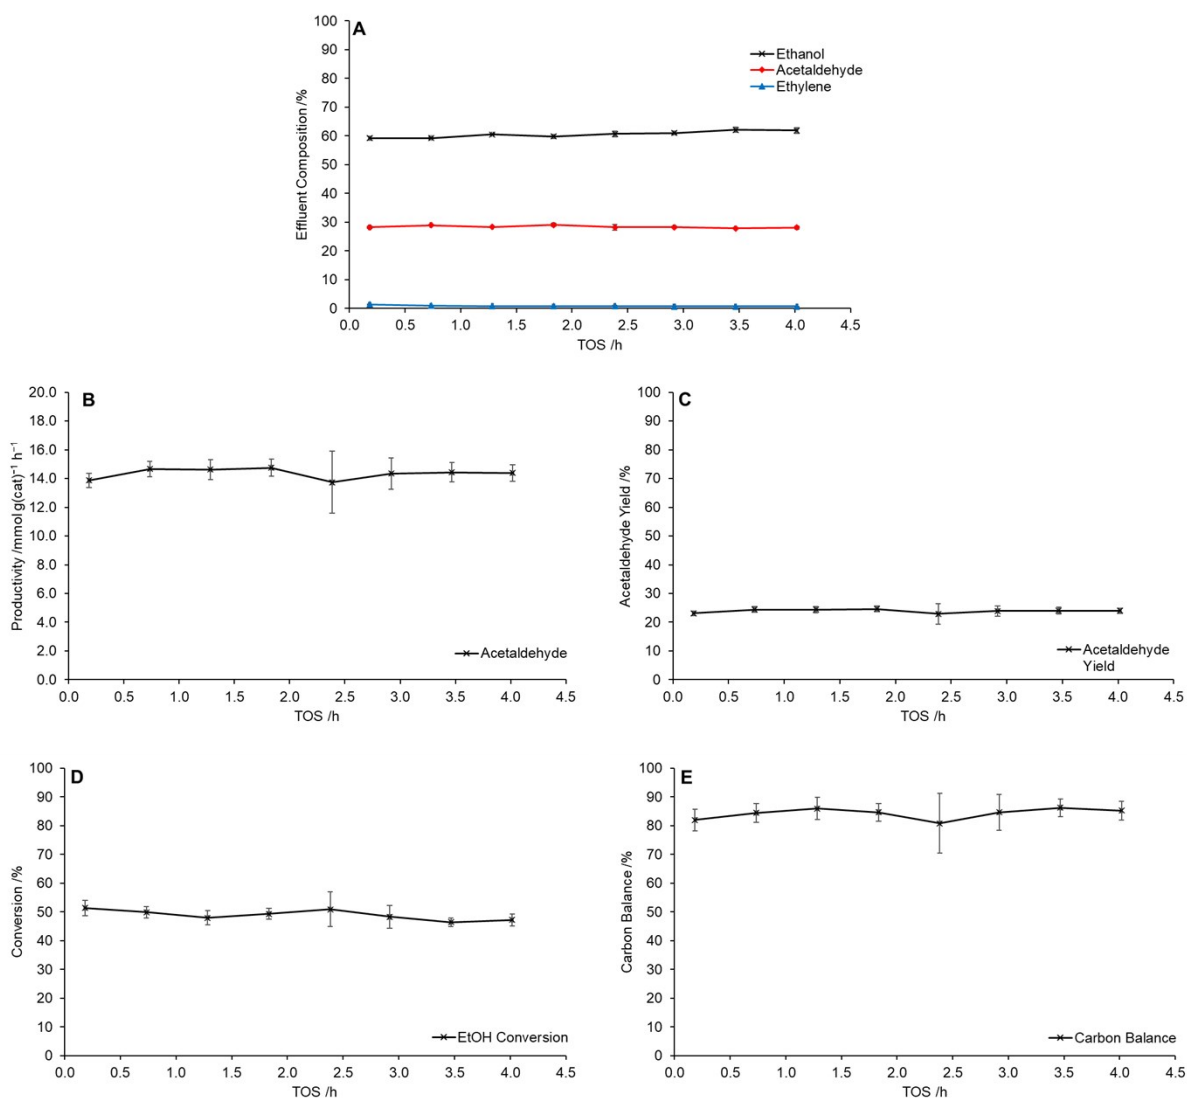 A
Effluent Composition /%
100
90
80
70
60
50
40
30
20
10
0
0.0 0.5 1.0 1.5 2.0 2.5 3.0 3.5 4.0 4.5
TOS /h
Ethanol
Acetaldehyde
Ethylene
B
Productivity /mmol g(cat)⁻¹ h⁻¹
20.0
18.0
16.0
14.0
12.0
10.0
8.0
6.0
4.0
2.0
0.0
0.0 0.5 1.0 1.5 2.0 2.5 3.0 3.5 4.0 4.5
TOS /h
Acetaldehyde
C
Acetaldehyde Yield /%
100
90
80
70
60
50
40
30
20
10
0
0.0 0.5 1.0 1.5 2.0 2.5 3.0 3.5 4.0 4.5
TOS /h
Acetaldehyde
Yield
D
Conversion /%
100
90
80
70
60
50
40
30
20
10
0
0.0 0.5 1.0 1.5 2.0 2.5 3.0 3.5 4.0 4.5
TOS /h
EtOH Conversion
E
Carbon Balance /%
100
90
80
70
60
50
40
30
20
10
0
0.0 0.5 1.0 1.5 2.0 2.5 3.0 3.5 4.0 4.5
TOS /h
Carbon Balance